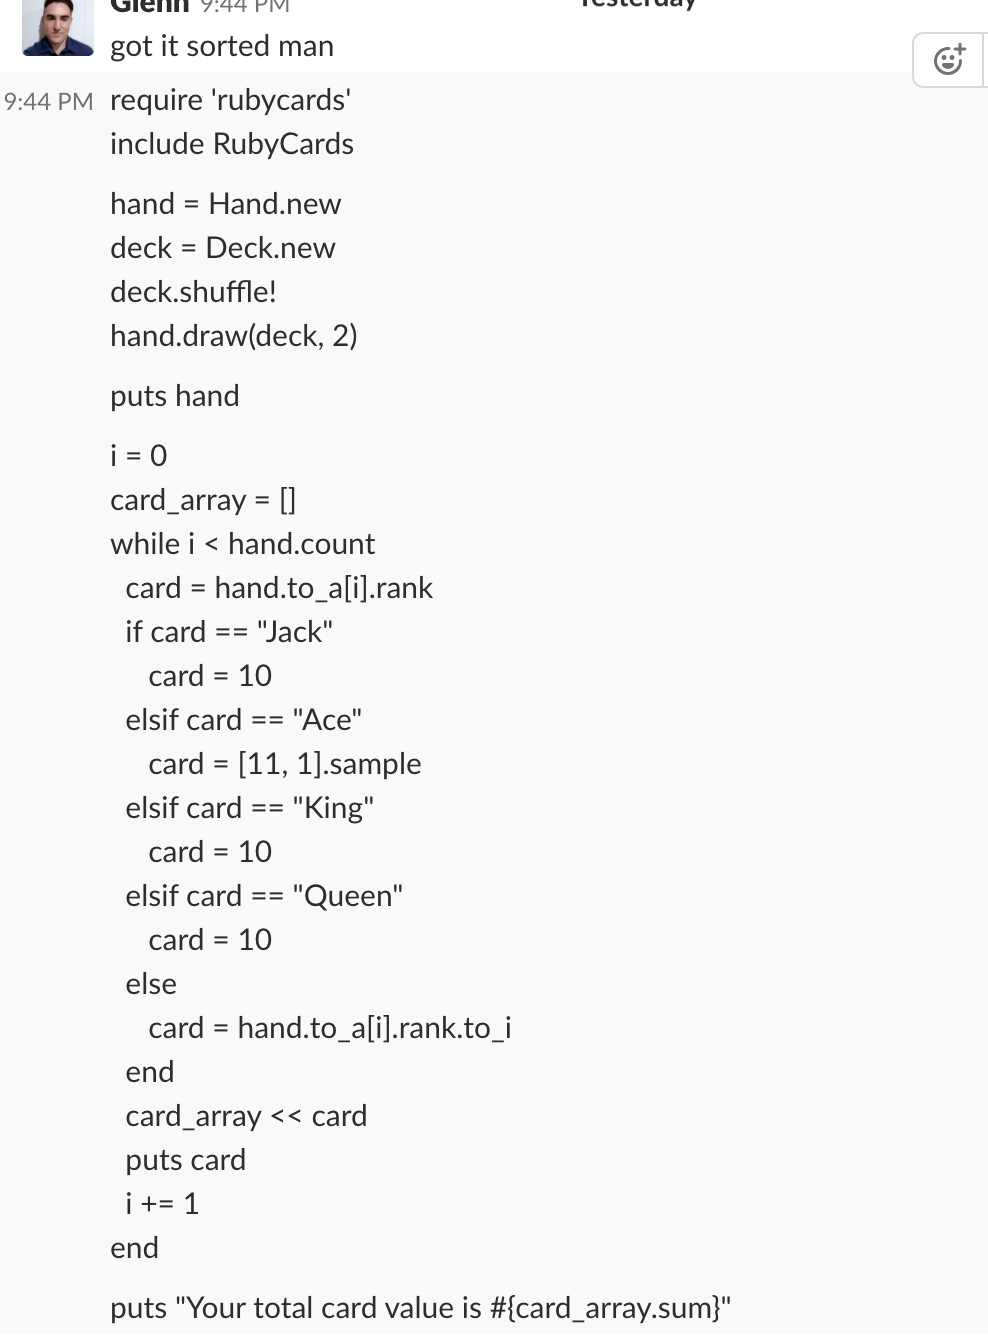 Yesterday
Glenn 9:44 PM
got it sorted man
9:44 PM require 'rubycards'
include RubyCards

hand = Hand.new
deck = Deck.new
deck.shuffle!
hand.draw(deck, 2)

puts hand

i = 0
card_array = []
while i < hand.count
  card = hand.to_a[i].rank
  if card == "Jack"
    card = 10
  elsif card == "Ace"
    card = [11, 1].sample
  elsif card == "King"
    card = 10
  elsif card == "Queen"
    card = 10
  else
    card = hand.to_a[i].rank.to_i
  end
  card_array << card
  puts card
  i += 1
end

puts "Your total card value is #{card_array.sum}"